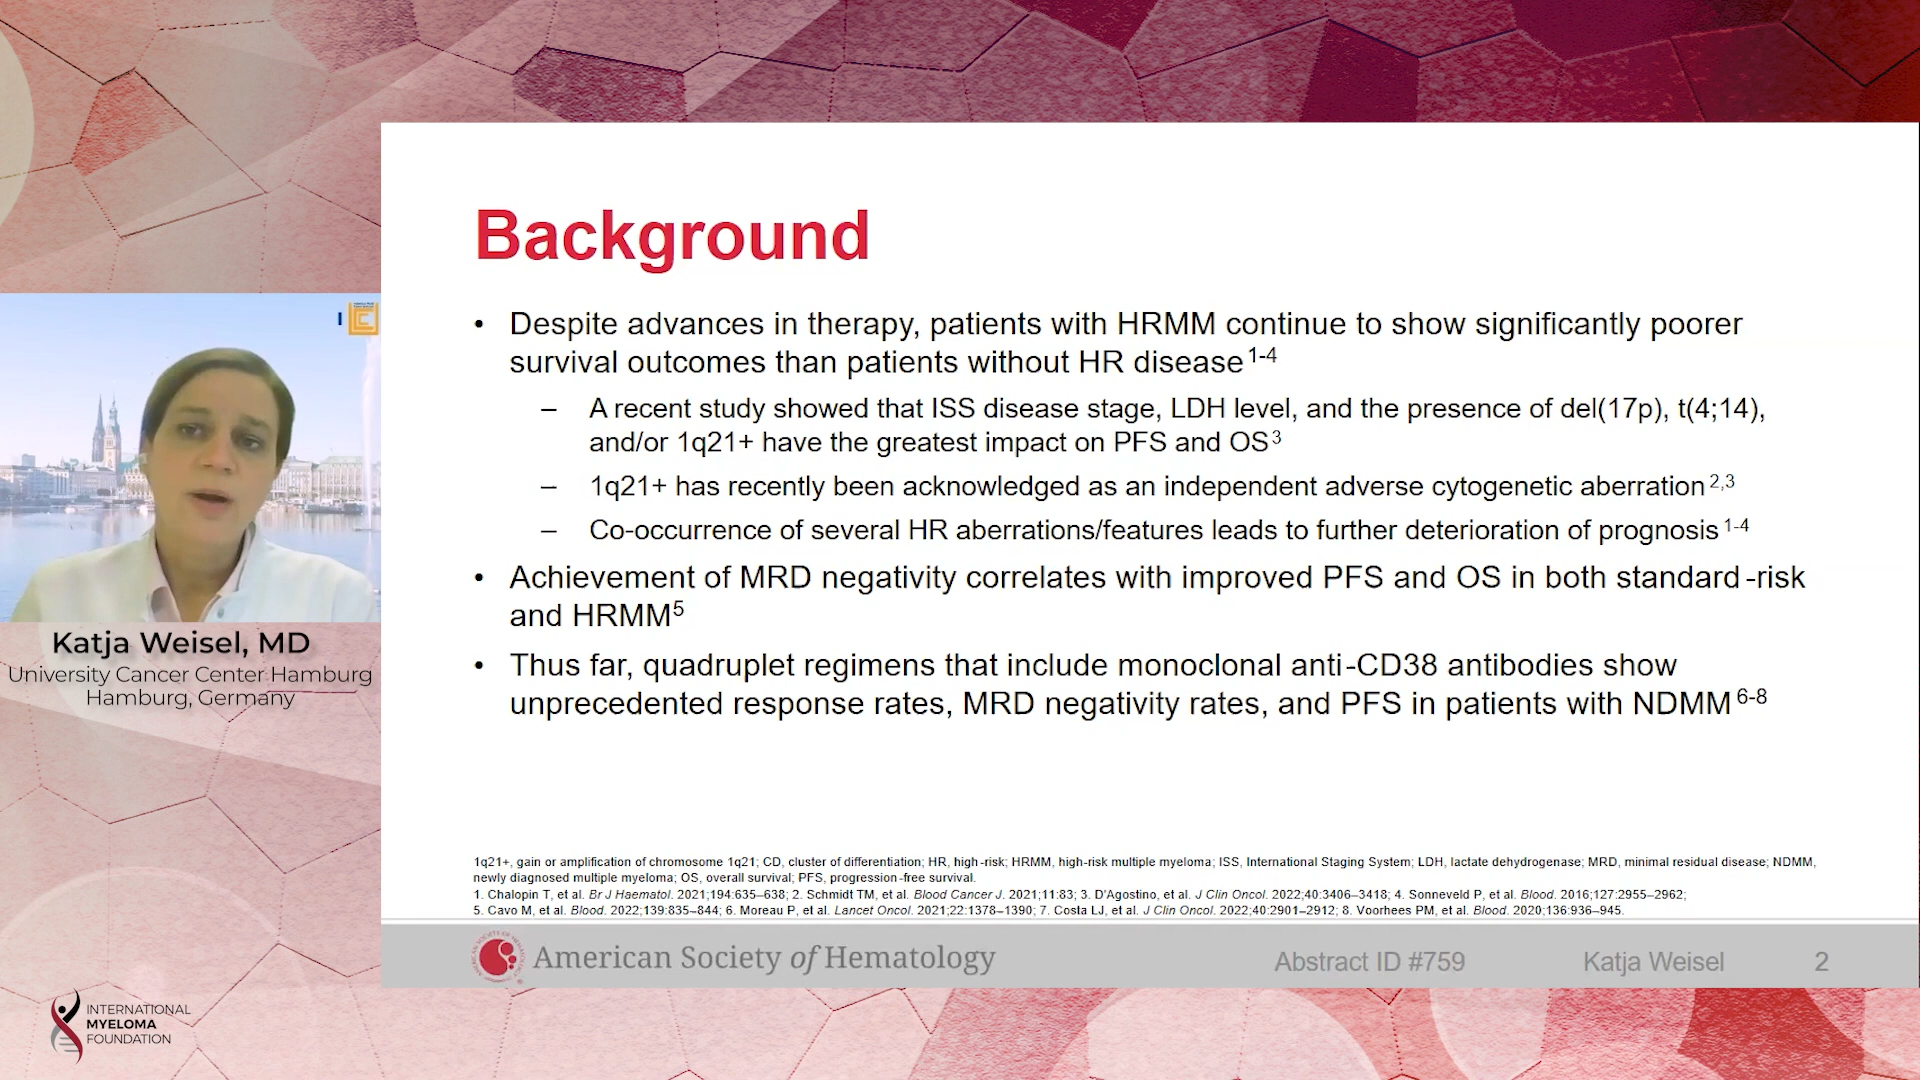 Background
• Despite advances in therapy, patients with HRMM continue to show significantly poorer
survival outcomes than patients without HR disease 1-4
– A recent study showed that ISS disease stage, LDH level, and the presence of del(17p), t(4;14),
and/or 1q21+ have the greatest impact on PFS and OS 3
– 1q21+ has recently been acknowledged as an independent adverse cytogenetic aberration 2,3
– Co-occurrence of several HR aberrations/features leads to further deterioration of prognosis 1-4
• Achievement of MRD negativity correlates with improved PFS and OS in both standard-risk
and HRMM5
• Thus far, quadruplet regimens that include monoclonal anti-CD38 antibodies show
unprecedented response rates, MRD negativity rates, and PFS in patients with NDMM 6-8
1q21+, gain or amplification of chromosome 1q21; CD, cluster of differentiation; HR, high-risk; HRMM, high-risk multiple myeloma; ISS, International Staging System; LDH, lactate dehydrogenase; MRD, minimal residual disease; NDMM,
newly diagnosed multiple myeloma; OS, overall survival; PFS, progression-free survival.
1. Chalopin T, et al. Br J Haematol. 2021;194:635–638; 2. Schmidt TM, et al. Blood Cancer J. 2021;11:83; 3. D'Agostino, et al. J Clin Oncol. 2022;40:3406–3418; 4. Sonneveld P, et al. Blood. 2016;127:2955–2962;
5. Cavo M, et al. Blood. 2022;139:835–844; 6. Moreau P, et al. Lancet Oncol. 2021;22:1378–1390; 7. Costa LJ, et al. J Clin Oncol. 2022;40:2901–2912; 8. Voorhees PM, et al. Blood. 2020;136:936–945.
American Society of Hematology
Abstract ID #759
Katja Weisel
2
Katja Weisel, MD
University Cancer Center Hamburg
Hamburg, Germany
INTERNATIONAL
MYELOMA
FOUNDATION